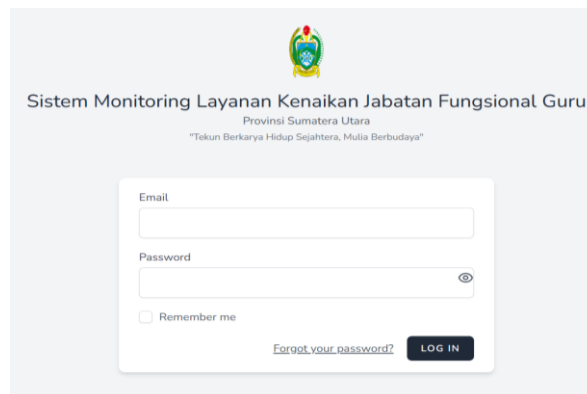 Sistem Monitoring Layanan Kenaikan Jabatan Fungsional Guru
Provinsi Sumatera Utara
"Tekun Berkarya Hidup Sejahtera, Mulia Berbudaya"
Email
Password
Remember me
Forgot your password?
LOG IN